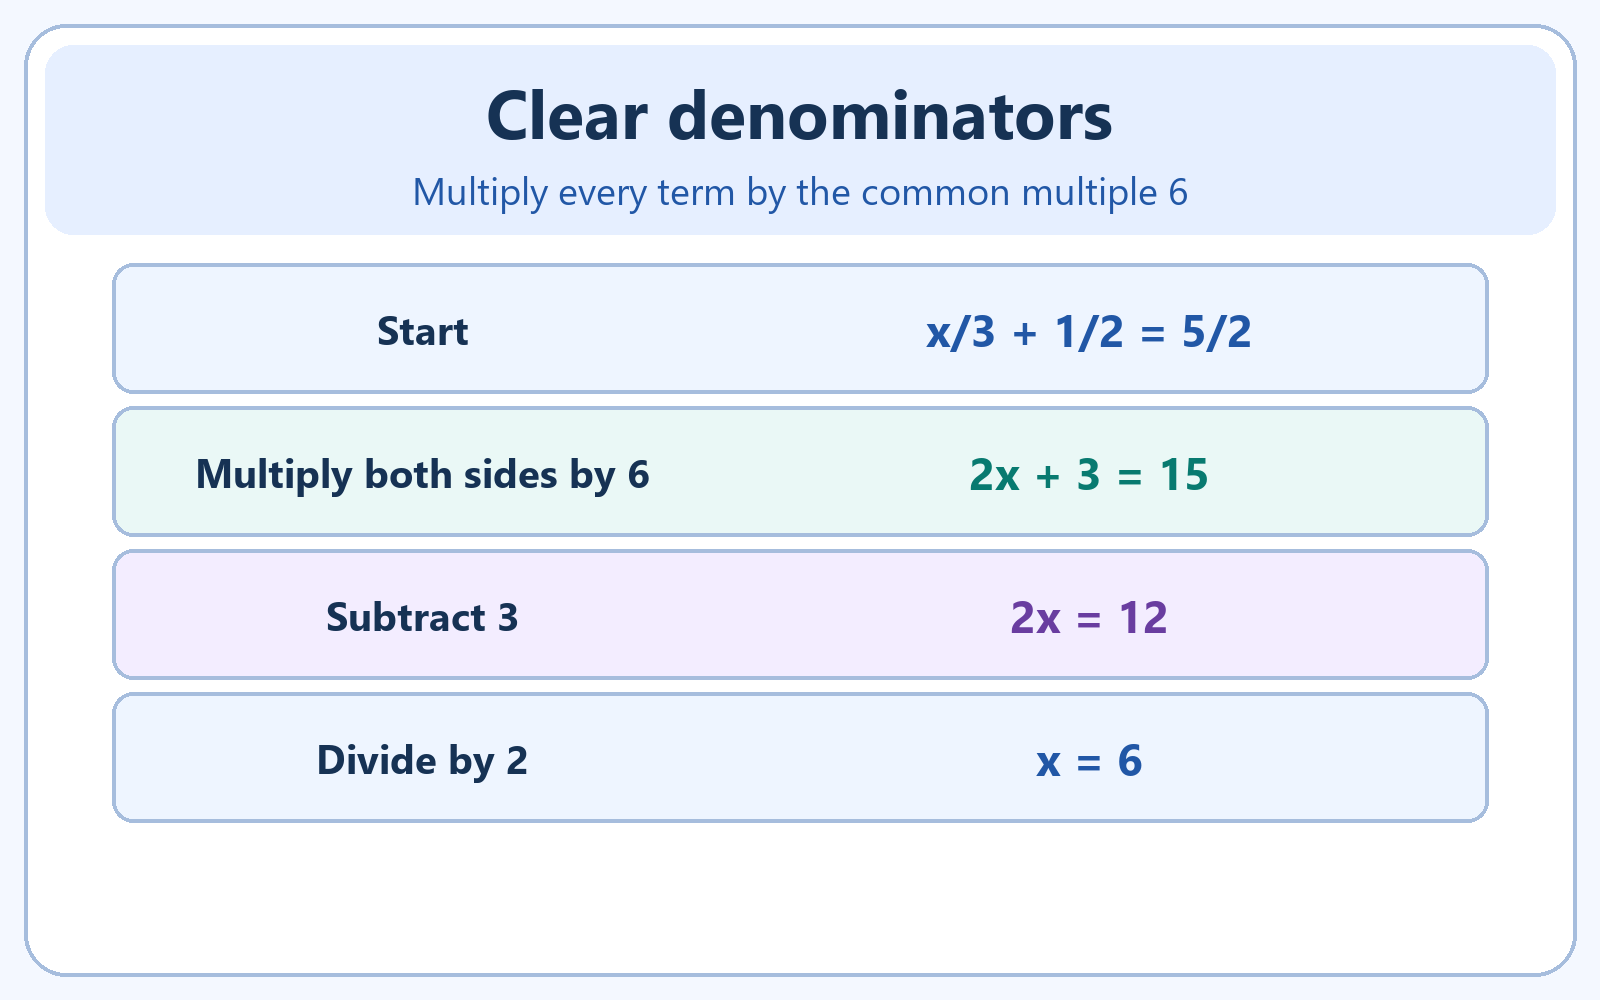 Clear denominators
Multiply every term by the common multiple 6
Start x/3 + 1/2 = 5/2
Multiply both sides by 6 2x + 3 = 15
Subtract 3 2x = 12
Divide by 2 x = 6